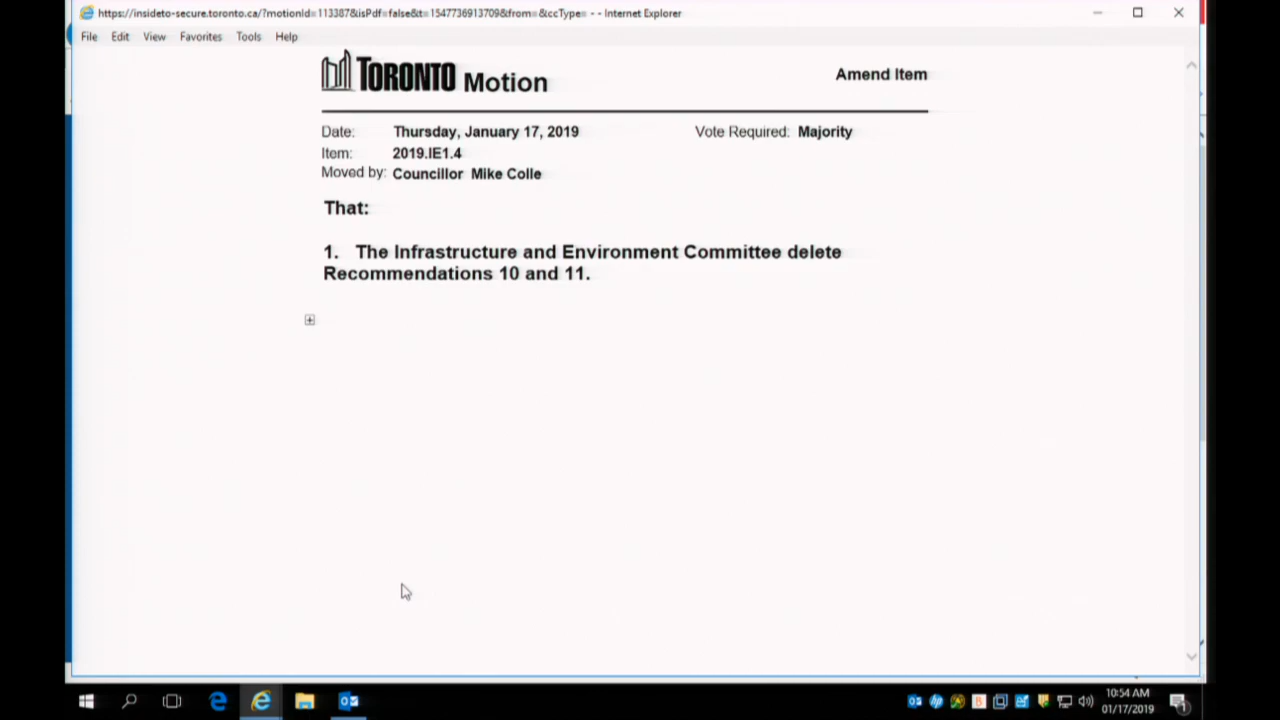 https://insideto-secure.toronto.ca/?motionId=113387&isPdf=false&t=1547736913709&from=&ccType= - - Internet Explorer
File Edit View Favorites Tools Help
TORONTO Motion
Amend Item
Date: Thursday, January 17, 2019
Vote Required: Majority
Item: 2019.IE1.4
Moved by: Councillor Mike Colle
That:
1. The Infrastructure and Environment Committee delete
Recommendations 10 and 11.
10:54 AM
01/17/2019